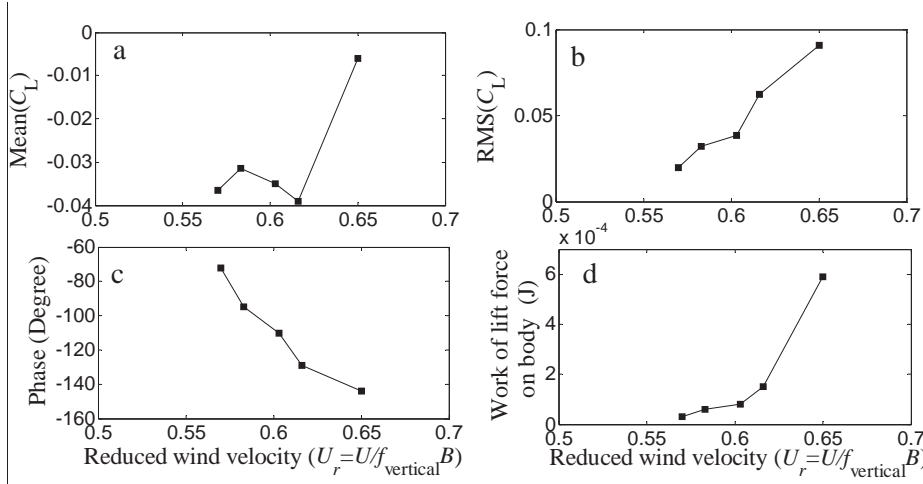 a
Mean(C_L)
0
-0.01
-0.02
-0.03
-0.04
0.5 0.55 0.6 0.65 0.7
b
RMS(C_L)
0.1
0.05
0
0.5 0.55 0.6 0.65 0.7
c
Phase (Degree)
-60
-80
-100
-120
-140
-160
0.5 0.55 0.6 0.65 0.7
Reduced wind velocity (U_r=U/f_vertical B)
d
x 10^-4
Work of lift force
on body (J)
6
4
2
0
0.5 0.55 0.6 0.65 0.7
Reduced wind velocity (U_r=U/f_vertical B)